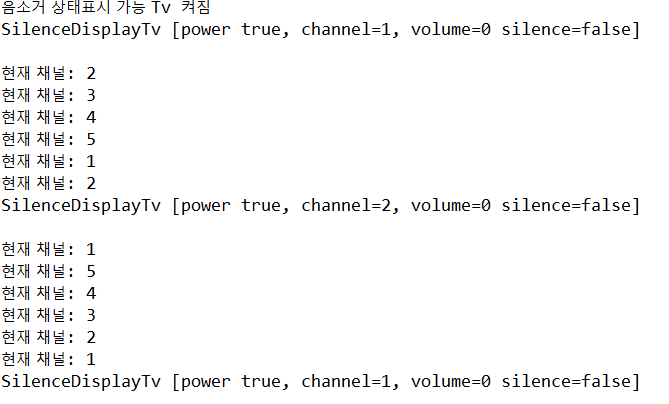 음소거 상태표시 가능 Tv 켜짐
SilenceDisplayTv [power true, channel=1, volume=0 silence=false]
현재 채널: 2
현재 채널: 3
현재 채널: 4
현재 채널: 5
현재 채널: 1
현재 채널: 2
SilenceDisplayTv [power true, channel=2, volume=0 silence=false]
현재 채널: 1
현재 채널: 5
현재 채널: 4
현재 채널: 3
현재 채널: 2
현재 채널: 1
SilenceDisplayTv [power true, channel=1, volume=0 silence=false]